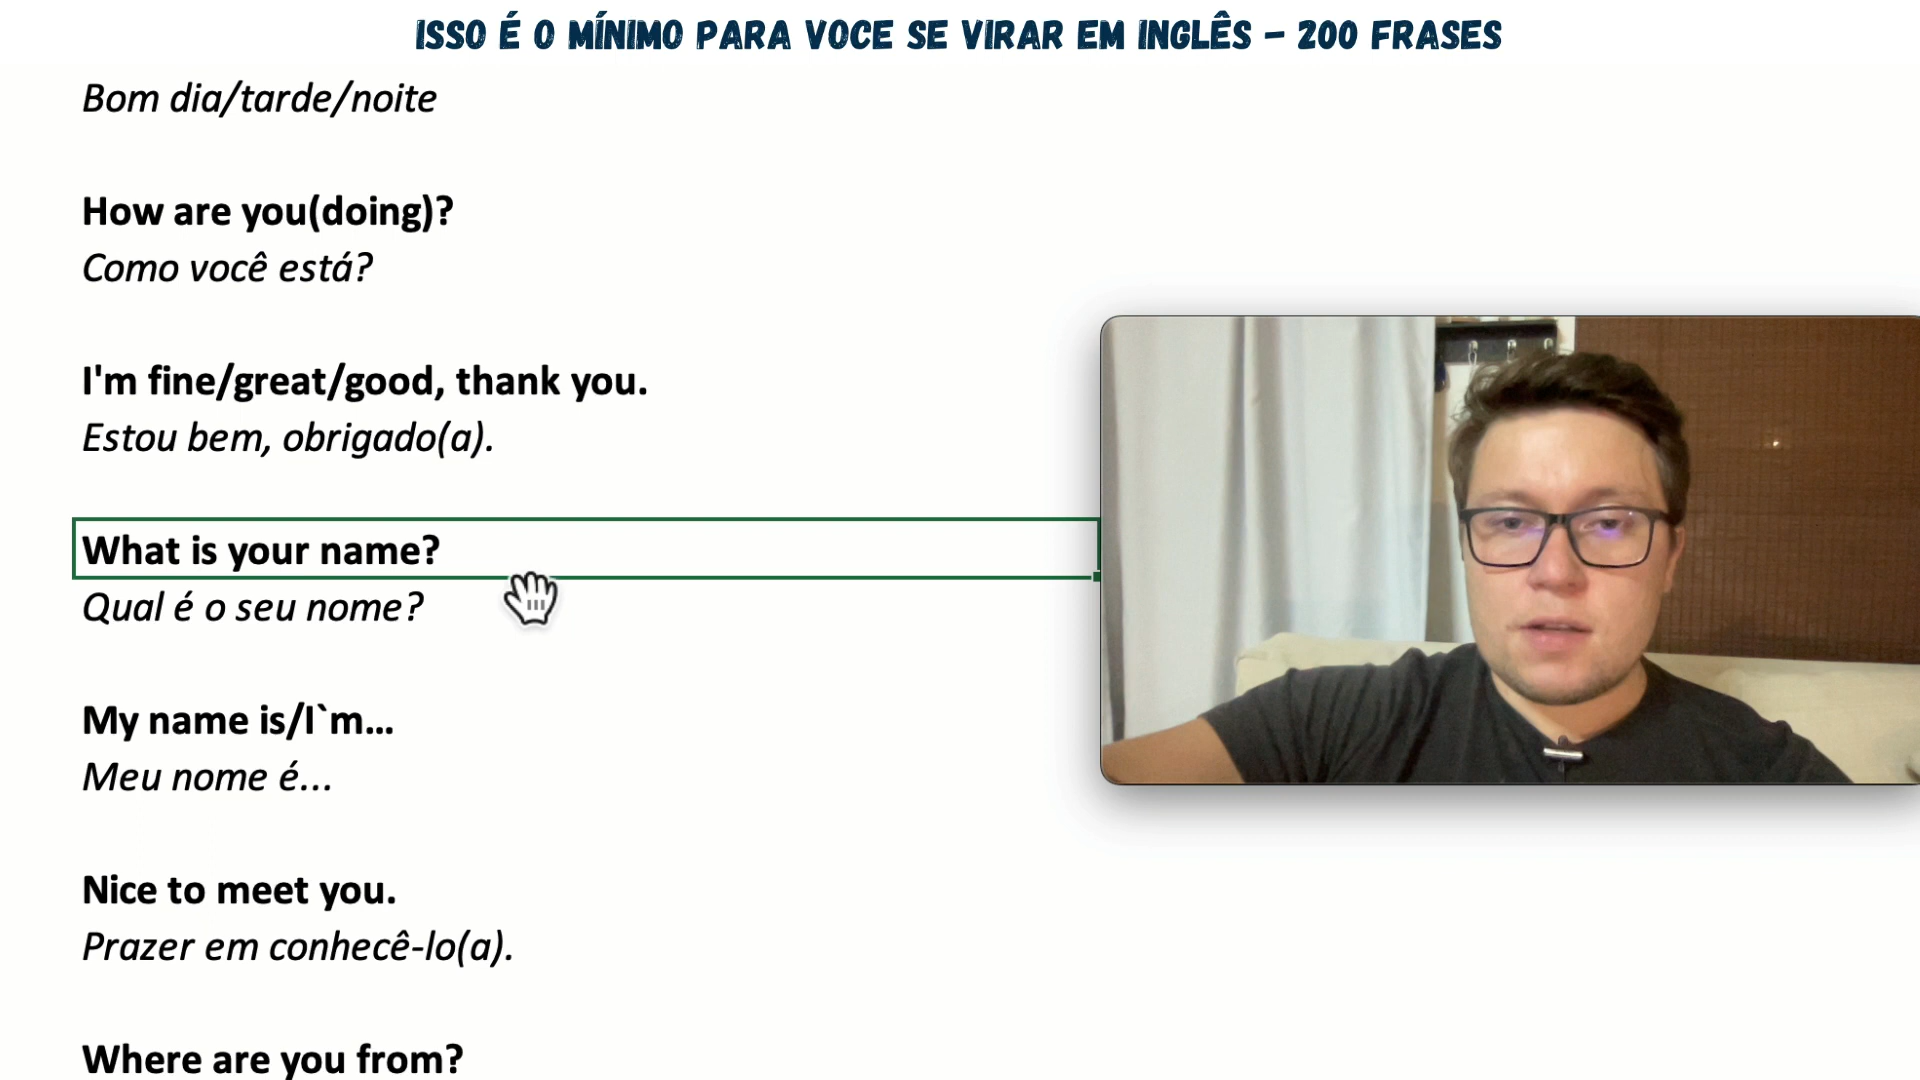 ISSO É O MÍNIMO PARA VOCE SE VIRAR EM INGLÊS – 200 FRASES
Bom dia/tarde/noite
How are you(doing)?
Como você está?
I'm fine/great/good, thank you.
Estou bem, obrigado(a).
What is your name?
Qual é o seu nome?
My name is/I`m...
Meu nome é...
Nice to meet you.
Prazer em conhecê-lo(a).
Where are you from?